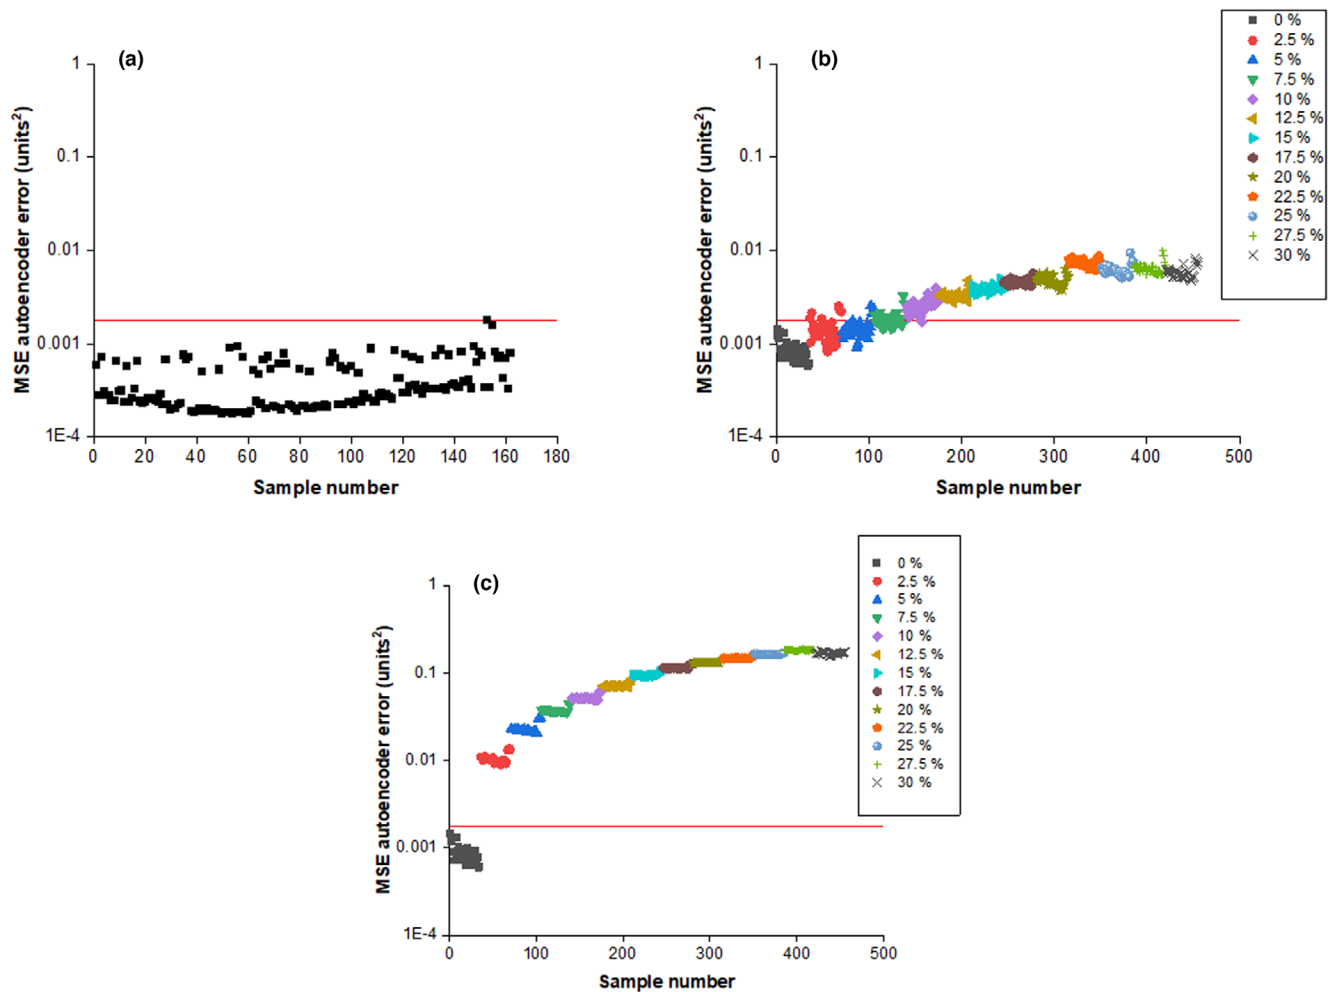 (a)
1
0.1
0.01
0.001
1E-4
MSE autoencoder error (units²)
0 20 40 60 80 100 120 140 160 180
Sample number
(b)
1
0.1
0.01
0.001
1E-4
MSE autoencoder error (units²)
0 100 200 300 400 500
Sample number
0 %
2.5 %
5 %
7.5 %
10 %
12.5 %
15 %
17.5 %
20 %
22.5 %
25 %
27.5 %
30 %
(c)
1
0.1
0.01
0.001
1E-4
MSE autoencoder error (units²)
0 100 200 300 400 500
Sample number
0 %
2.5 %
5 %
7.5 %
10 %
12.5 %
15 %
17.5 %
20 %
22.5 %
25 %
27.5 %
30 %